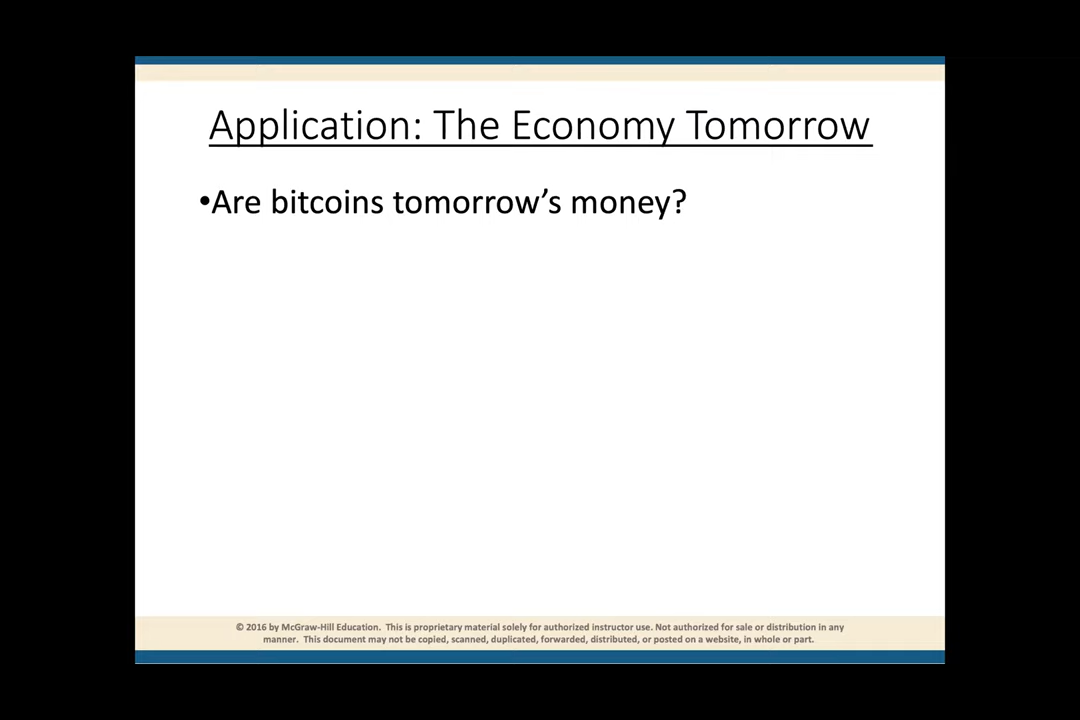 Application: The Economy Tomorrow
•Are bitcoins tomorrow’s money?
© 2016 by McGraw-Hill Education. This is proprietary material solely for authorized instructor use. Not authorized for sale or distribution in any
manner. This document may not be copied, scanned, duplicated, forwarded, distributed, or posted on a website, in whole or part.